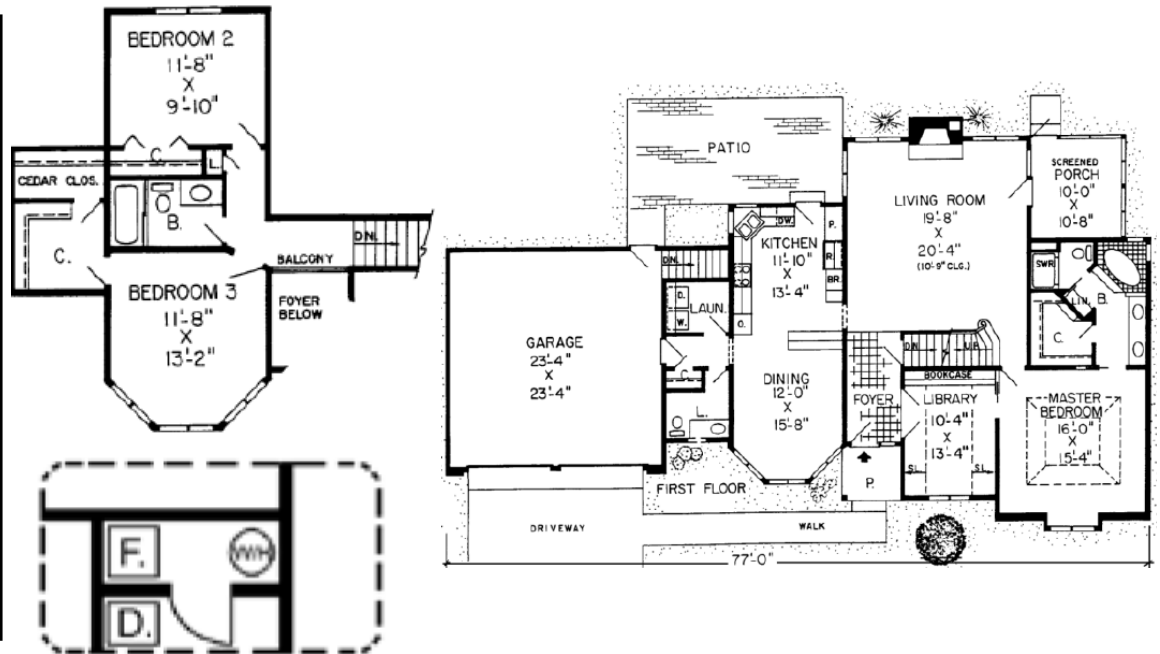 BEDROOM 2
11'-8"
X
9'-10"
C.
L.
CEDAR CLOS.
B.
C.
DN.
BALCONY
BEDROOM 3
11'-8"
X
13'-2"
FOYER
BELOW
F.
W/H
D.
PATIO
SCREENED
PORCH
10'-0"
X
10'-8"
LIVING ROOM
19'-8"
X
20'-4"
(10'-9" CLG.)
DW.
P.
KITCHEN
11'-10"
X
13'-4"
R.
BR.
O.
DN.
D.
LAUN.
W.
C.
L.
GARAGE
23'-4"
X
23'-4"
DINING
12'-0"
X
15'-8"
SWR
LIN.
B.
C.
DN.
UP
BOOKCASE
FOYER
LIBRARY
10'-4"
X
13'-4"
SL.
SL.
MASTER
BEDROOM
16'-0"
X
15'-4"
P.
FIRST FLOOR
DRIVEWAY
WALK
77'-0"